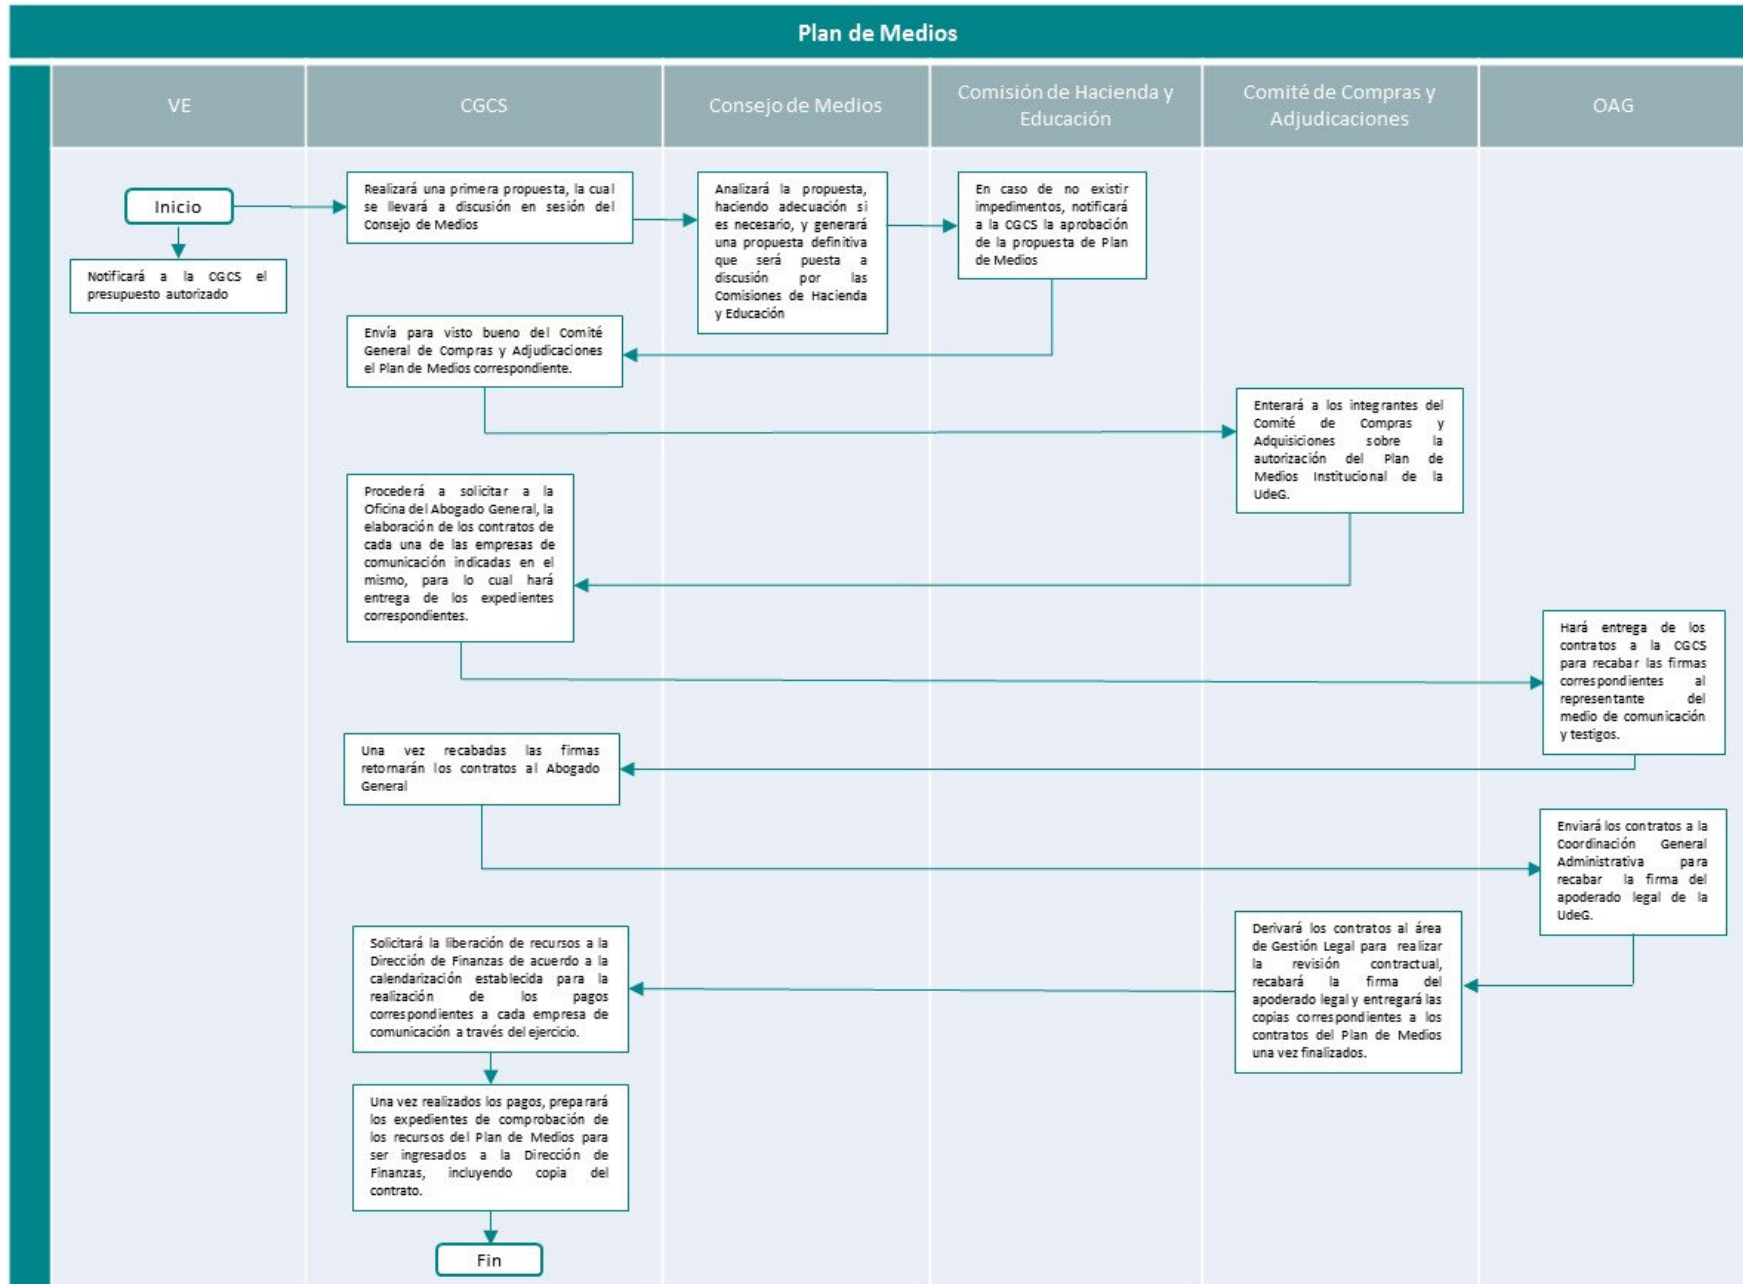 Plan de Medios
VE
CGCS
Consejo de Medios
Comisión de Hacienda y
Educación
Comité de Compras y
Adjudicaciones
OAG
Inicio
Notificará a la CGCS el
presupuesto autorizado
Realizará una primera propuesta, la cual
se llevará a discusión en sesión del
Consejo de Medios
Analizará la propuesta,
haciendo adecuación si
es necesario, y generará
una propuesta definitiva
que será puesta a
discusión por las
Comisiones de Hacienda
y Educación
En caso de no existir
impedimentos, notificará
a la CGCS la aprobación
de la propuesta de Plan
de Medios
Envía para visto bueno del Comité
General de Compras y Adjudicaciones
el Plan de Medios correspondiente.
Enterará a los integrantes del
Comité de Compras y
Adquisiciones sobre la
autorización del Plan de
Medios Institucional de la
UdeG.
Procederá a solicitar a la
Oficina del Abogado General, la
elaboración de los contratos de
cada una de las empresas de
comunicación indicadas en el
mismo, para lo cual hará
entrega de los expedientes
correspondientes.
Hará entrega de los
contratos a la CGCS
para recabar las firmas
correspondientes al
representante del
medio de comunicación
y testigos.
Una vez recabadas las firmas
retornarán los contratos al Abogado
General
Enviará los contratos a la
Coordinación General
Administrativa para
recabar la firma del
apoderado legal de la
UdeG.
Derivará los contratos al área
de Gestión Legal para realizar
la revisión contractual,
recabará la firma del
apoderado legal y entregará las
copias correspondientes a los
contratos del Plan de Medios
una vez finalizados.
Solicitará la liberación de recursos a la
Dirección de Finanzas de acuerdo a la
calendarización establecida para la
realización de los pagos
correspondientes a cada empresa de
comunicación a través del ejercicio.
Una vez realizados los pagos, preparará
los expedientes de comprobación de
los recursos del Plan de Medios para
ser ingresados a la Dirección de
Finanzas, incluyendo copia del
contrato.
Fin